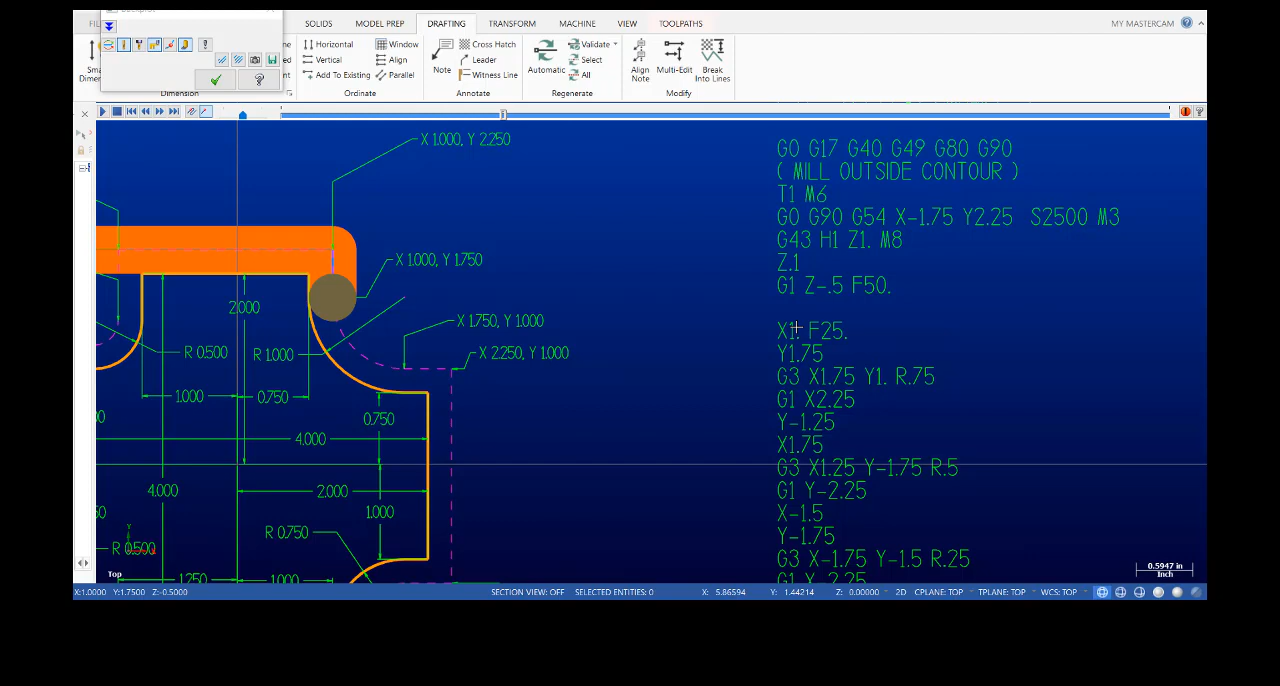 SOLIDS MODEL PREP DRAFTING TRANSFORM MACHINE VIEW TOOLPATHS MY MASTERCAM
Horizontal Window Cross Hatch Validate
Vertical Align Leader Select
Add To Existing Parallel Witness Line All
Note Automatic Align Note Multi-Edit Break Into Lines
Dimension Ordinate Annotate Regenerate Modify
X 1.000, Y 2.250
X 1.000, Y 1.750
X 1.750, Y 1.000
X 2.250, Y 1.000
2.000
R 0.500
R 1.000
1.000
0.750
0.750
4.000
4.000
2.000
1.000
R 0.750
R 0.500
1.250
1.000
G0 G17 G40 G49 G80 G90
( MILL OUTSIDE CONTOUR )
T1 M6
G0 G90 G54 X-1.75 Y2.25 S2500 M3
G43 H1 Z1. M8
Z.1
G1 Z-.5 F50.
X1. F25.
Y1.75
G3 X1.75 Y1. R.75
G1 X2.25
Y-1.25
X1.75
G3 X1.25 Y-1.75 R.5
G1 Y-2.25
X-1.5
Y-1.75
G3 X-1.75 Y-1.5 R.25
G1 X-2.25
Y
Top
0.5947 in
Inch
X:1.0000 Y:1.7500 Z:-0.5000 SECTION VIEW: OFF SELECTED ENTITIES: 0 X: 5.86594 Y: 1.44214 Z: 0.00000 2D CPLANE: TOP TPLANE: TOP WCS: TOP